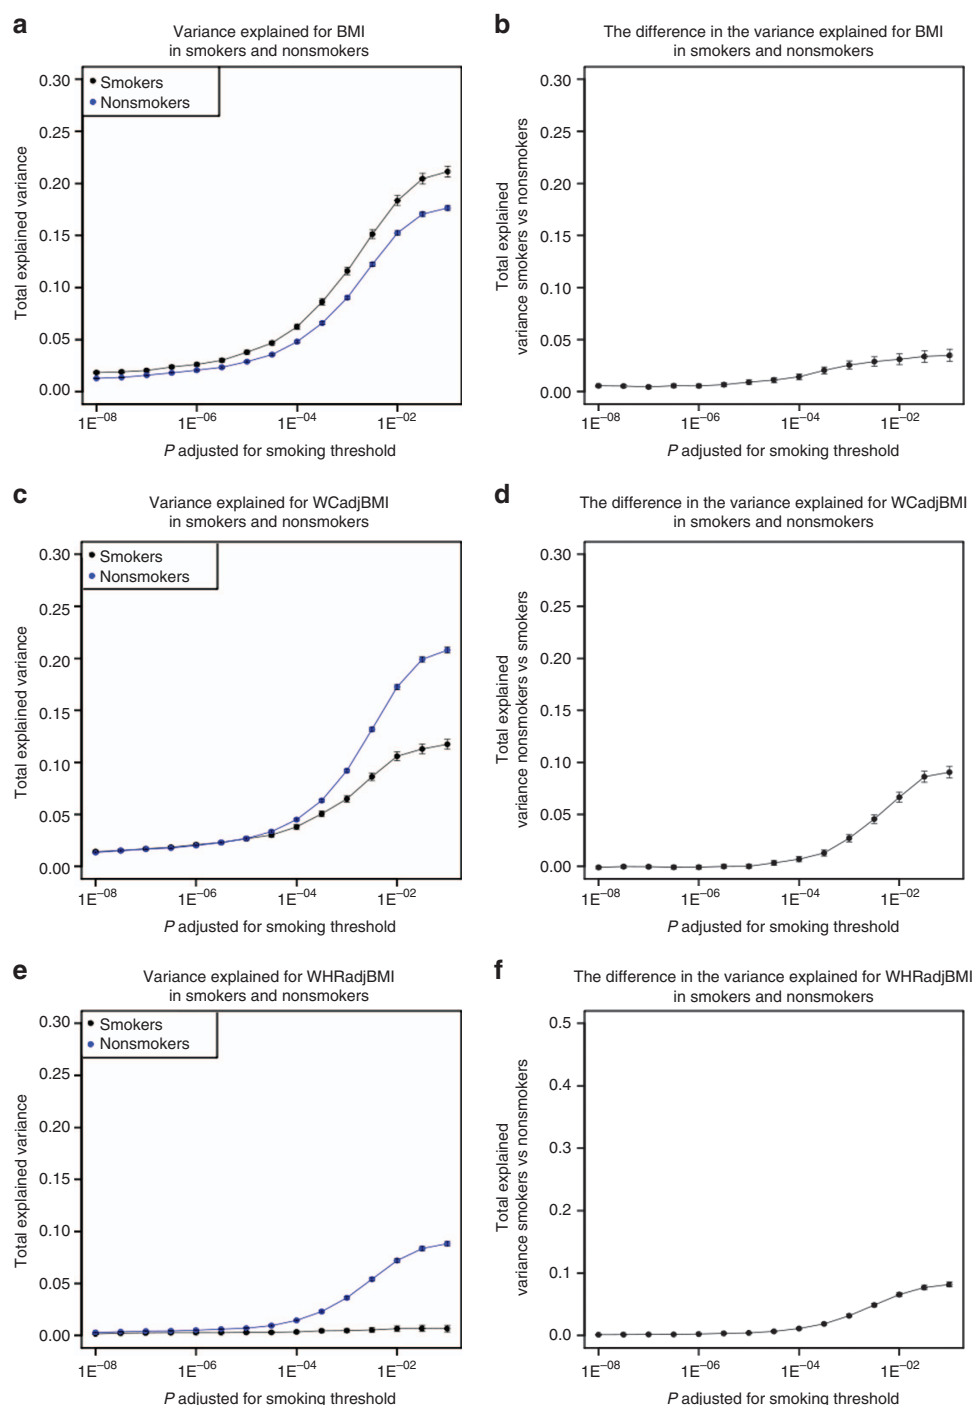 a
Variance explained for BMI
in smokers and nonsmokers
Smokers
Nonsmokers
Total explained variance
0.30
0.25
0.20
0.15
0.10
0.05
0.00
1E−08
1E−06
1E−04
1E−02
P adjusted for smoking threshold
b
The difference in the variance explained for BMI
in smokers and nonsmokers
Total explained
variance smokers vs nonsmokers
0.30
0.25
0.20
0.15
0.10
0.05
0.00
1E−08
1E−06
1E−04
1E−02
P adjusted for smoking threshold
c
Variance explained for WCadjBMI
in smokers and nonsmokers
Smokers
Nonsmokers
Total explained variance
0.30
0.25
0.20
0.15
0.10
0.05
0.00
1E−08
1E−06
1E−04
1E−02
P adjusted for smoking threshold
d
The difference in the variance explained for WCadjBMI
in smokers and nonsmokers
Total explained
variance nonsmokers vs smokers
0.30
0.25
0.20
0.15
0.10
0.05
0.00
1E−08
1E−06
1E−04
1E−02
P adjusted for smoking threshold
e
Variance explained for WHRadjBMI
in smokers and nonsmokers
Smokers
Nonsmokers
Total explained variance
0.30
0.25
0.20
0.15
0.10
0.05
0.00
1E−08
1E−06
1E−04
1E−02
P adjusted for smoking threshold
f
The difference in the variance explained for WHRadjBMI
in smokers and nonsmokers
Total explained
variance smokers vs nonsmokers
0.5
0.4
0.3
0.2
0.1
0.0
1E−08
1E−06
1E−04
1E−02
P adjusted for smoking threshold